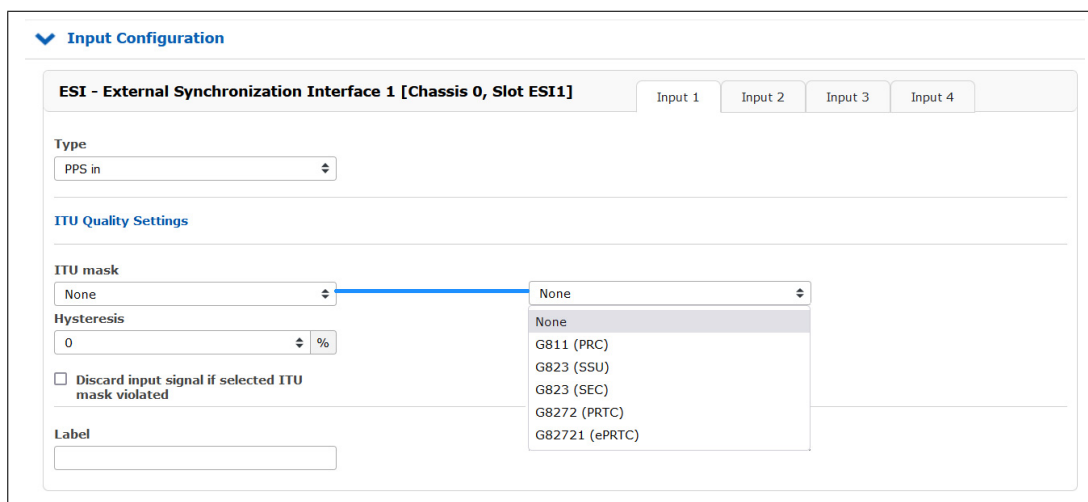 Input Configuration
ESI - External Synchronization Interface 1 [Chassis 0, Slot ESI1]
Input 1
Input 2
Input 3
Input 4
Type
PPS in
ITU Quality Settings
ITU mask
None
None
Hysteresis
0
%
None
G811 (PRC)
G823 (SSU)
G823 (SEC)
G8272 (PRTC)
G82721 (ePRTC)
Discard input signal if selected ITU
mask violated
Label